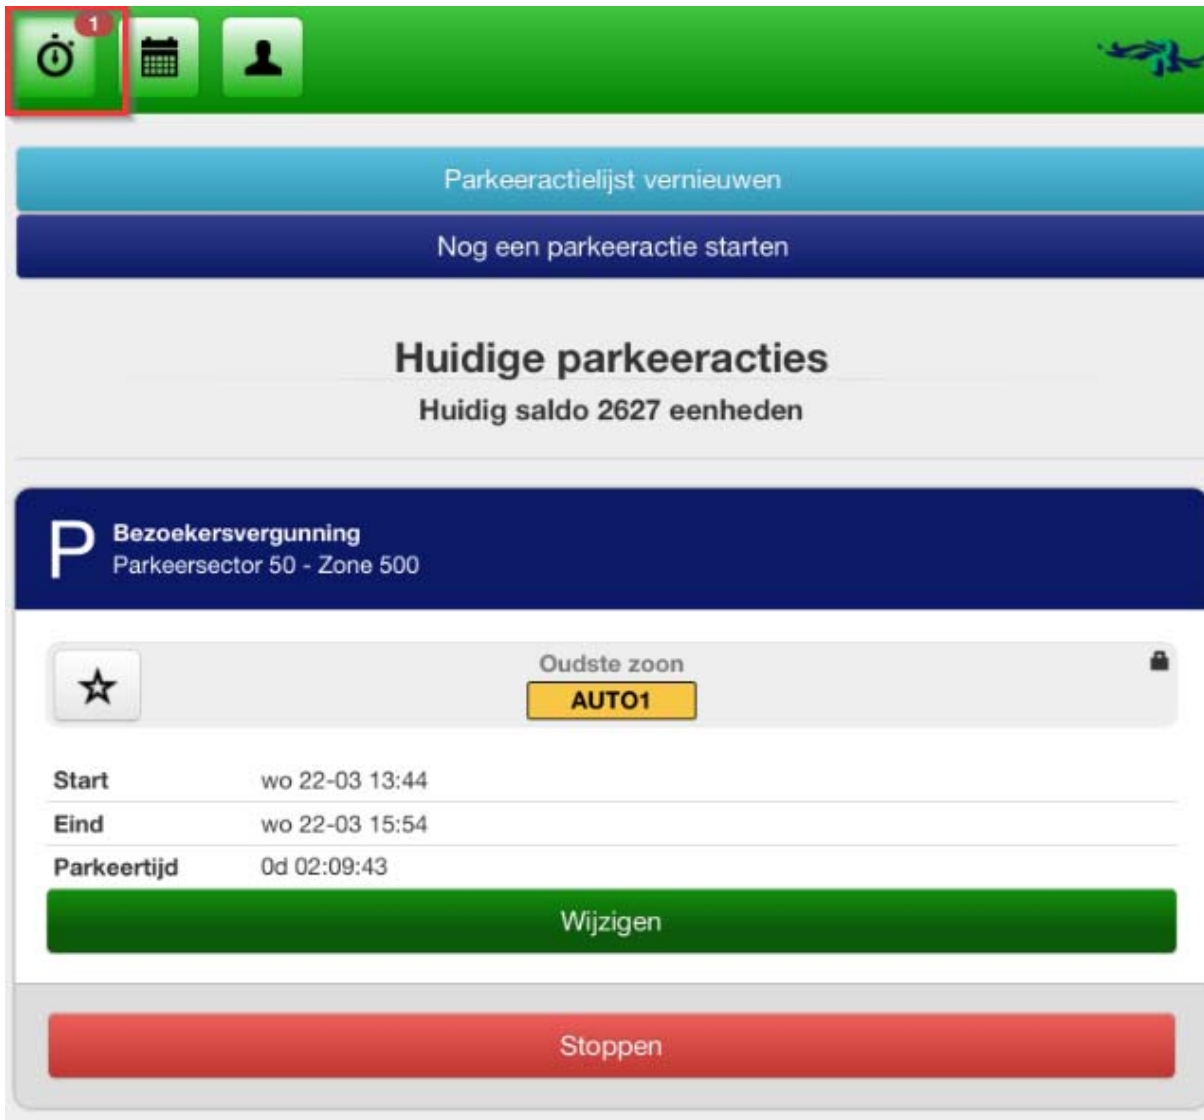 1
Parkeeractielijst vernieuwen
Nog een parkeeractie starten
Huidige parkeeracties
Huidig saldo 2627 eenheden
P
Bezoekersvergunning
Parkeersector 50 - Zone 500
Oudste zoon
AUTO1
Start wo 22-03 13:44
Eind wo 22-03 15:54
Parkeertijd 0d 02:09:43
Wijzigen
Stoppen